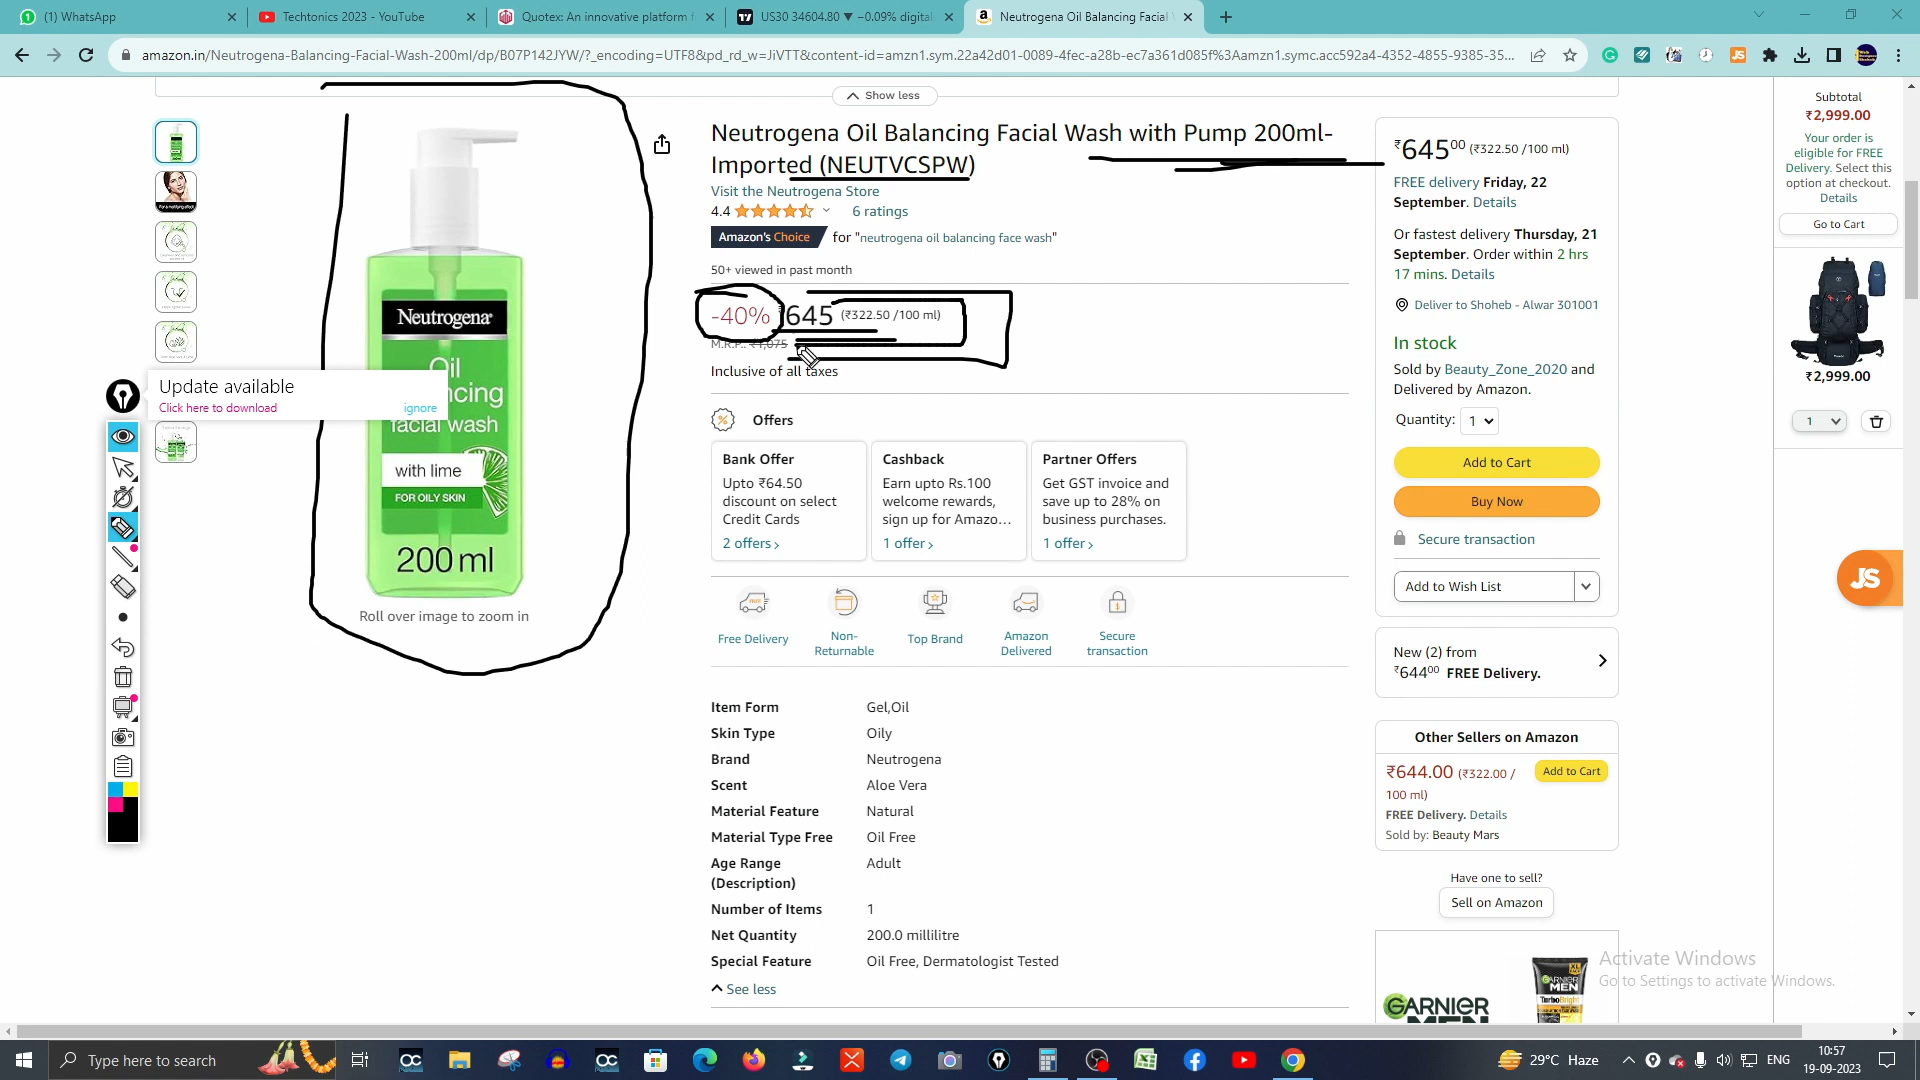 (1) WhatsApp
Techtonics 2023 - YouTube
Quotex: An innovative platform f
US30 34604.80 ▼ −0.09% digital
Neutrogena Oil Balancing Facial
amazon.in/Neutrogena-Balancing-Facial-Wash-200ml/dp/B07P142JYW/?_encoding=UTF8&pd_rd_w=JiVTT&content-id=amzn1.sym.22a42d01-0089-4fec-a28b-ec7a361d085f%3Aamzn1.symc.acc592a4-4352-4855-9385-35...
Show less
Neutrogena Oil Balancing Facial Wash with Pump 200ml-
Imported (NEUTVCSPW)
Visit the Neutrogena Store
4.4
6 ratings
Amazon's Choice for "neutrogena oil balancing face wash"
50+ viewed in past month
-40% ₹645 (₹322.50 /100 ml)
M.R.P.: ₹1,075
Inclusive of all taxes
Offers
Bank Offer
Upto ₹64.50
discount on select
Credit Cards
2 offers ›
Cashback
Earn upto Rs.100
welcome rewards,
sign up for Amazo...
1 offer ›
Partner Offers
Get GST invoice and
save up to 28% on
business purchases.
1 offer ›
Free Delivery
Non-
Returnable
Top Brand
Amazon
Delivered
Secure
transaction
Item Form Gel,Oil
Skin Type Oily
Brand Neutrogena
Scent Aloe Vera
Material Feature Natural
Material Type Free Oil Free
Age Range Adult
(Description)
Number of Items 1
Net Quantity 200.0 millilitre
Special Feature Oil Free, Dermatologist Tested
See less
Neutrogena
Oil
ncing
facial wash
with lime
FOR OILY SKIN
200 ml
Roll over image to zoom in
Update available
Click here to download
ignore
₹645⁰⁰ (₹322.50 /100 ml)
FREE delivery Friday, 22
September. Details
Or fastest delivery Thursday, 21
September. Order within 2 hrs
17 mins. Details
Deliver to Shoheb - Alwar 301001
In stock
Sold by Beauty_Zone_2020 and
Delivered by Amazon.
Quantity: 1
Add to Cart
Buy Now
Secure transaction
Add to Wish List
New (2) from
₹644⁰⁰ FREE Delivery.
Other Sellers on Amazon
₹644.00 (₹322.00 /
100 ml)
Add to Cart
FREE Delivery. Details
Sold by: Beauty Mars
Have one to sell?
Sell on Amazon
GARNIER
MEN
GARNIER
MEN
TurboBright
Subtotal
₹2,999.00
Your order is
eligible for FREE
Delivery. Select this
option at checkout.
Details
Go to Cart
₹2,999.00
1
JS
Activate Windows
Go to Settings to activate Windows.
Type here to search
29°C Haze
ENG
10:57
19-09-2023